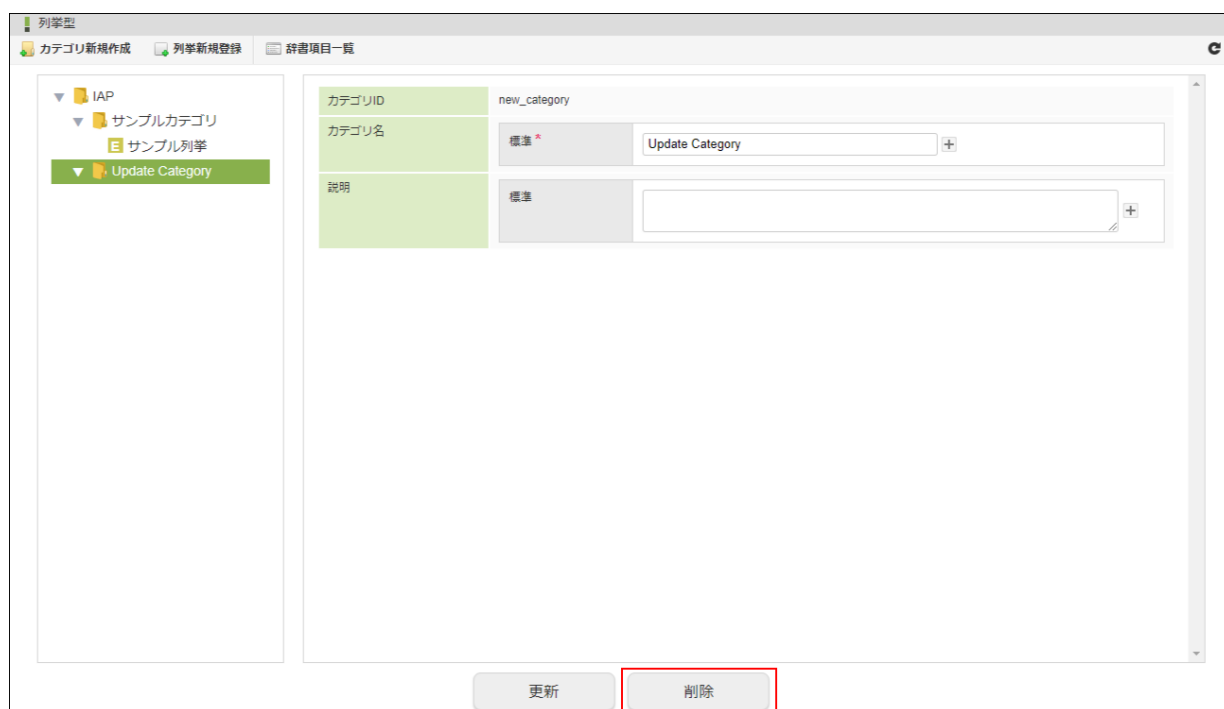 列挙型
カテゴリ新規作成 列挙新規登録 辞書項目一覧
IAP
サンプルカテゴリ
E サンプル列挙
Update Category
カテゴリID new_category
カテゴリ名 標準 * Update Category
説明 標準
更新 削除